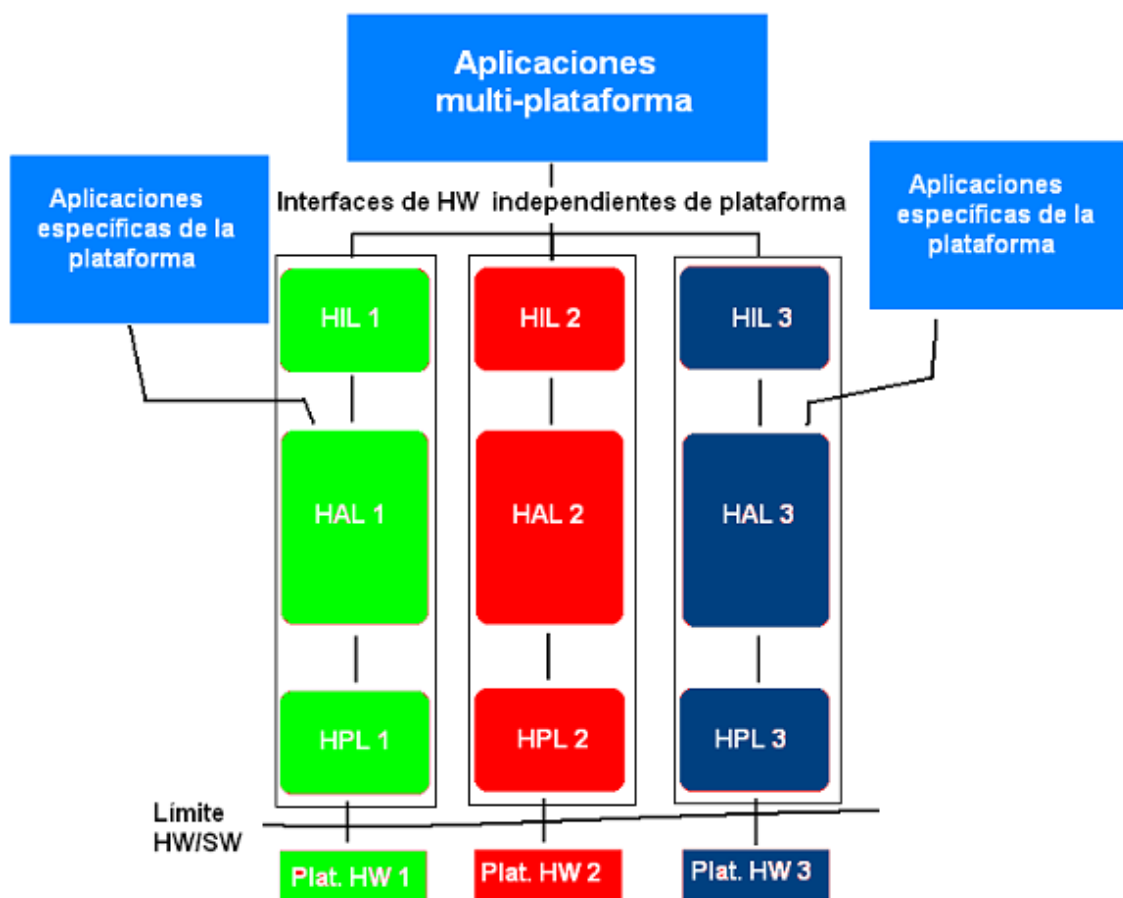 Aplicaciones
multi-plataforma
Aplicaciones
específicas de la
plataforma
Aplicaciones
específicas de la
plataforma
Interfaces de HW independientes de plataforma
HIL 1
HIL 2
HIL 3
HAL 1
HAL 2
HAL 3
HPL 1
HPL 2
HPL 3
Límite
HW/SW
Plat. HW 1
Plat. HW 2
Plat. HW 3